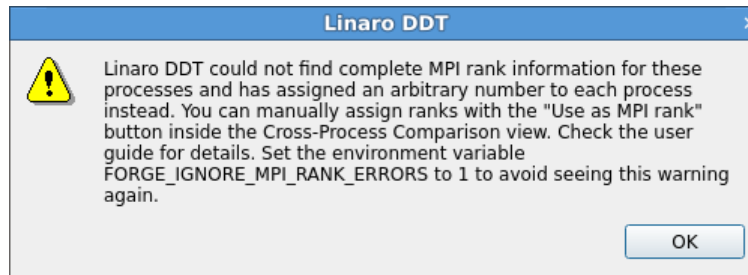 Linaro DDT
Linaro DDT could not find complete MPI rank information for these
processes and has assigned an arbitrary number to each process
instead. You can manually assign ranks with the "Use as MPI rank"
button inside the Cross-Process Comparison view. Check the user
guide for details. Set the environment variable
FORGE_IGNORE_MPI_RANK_ERRORS to 1 to avoid seeing this warning
again.
OK